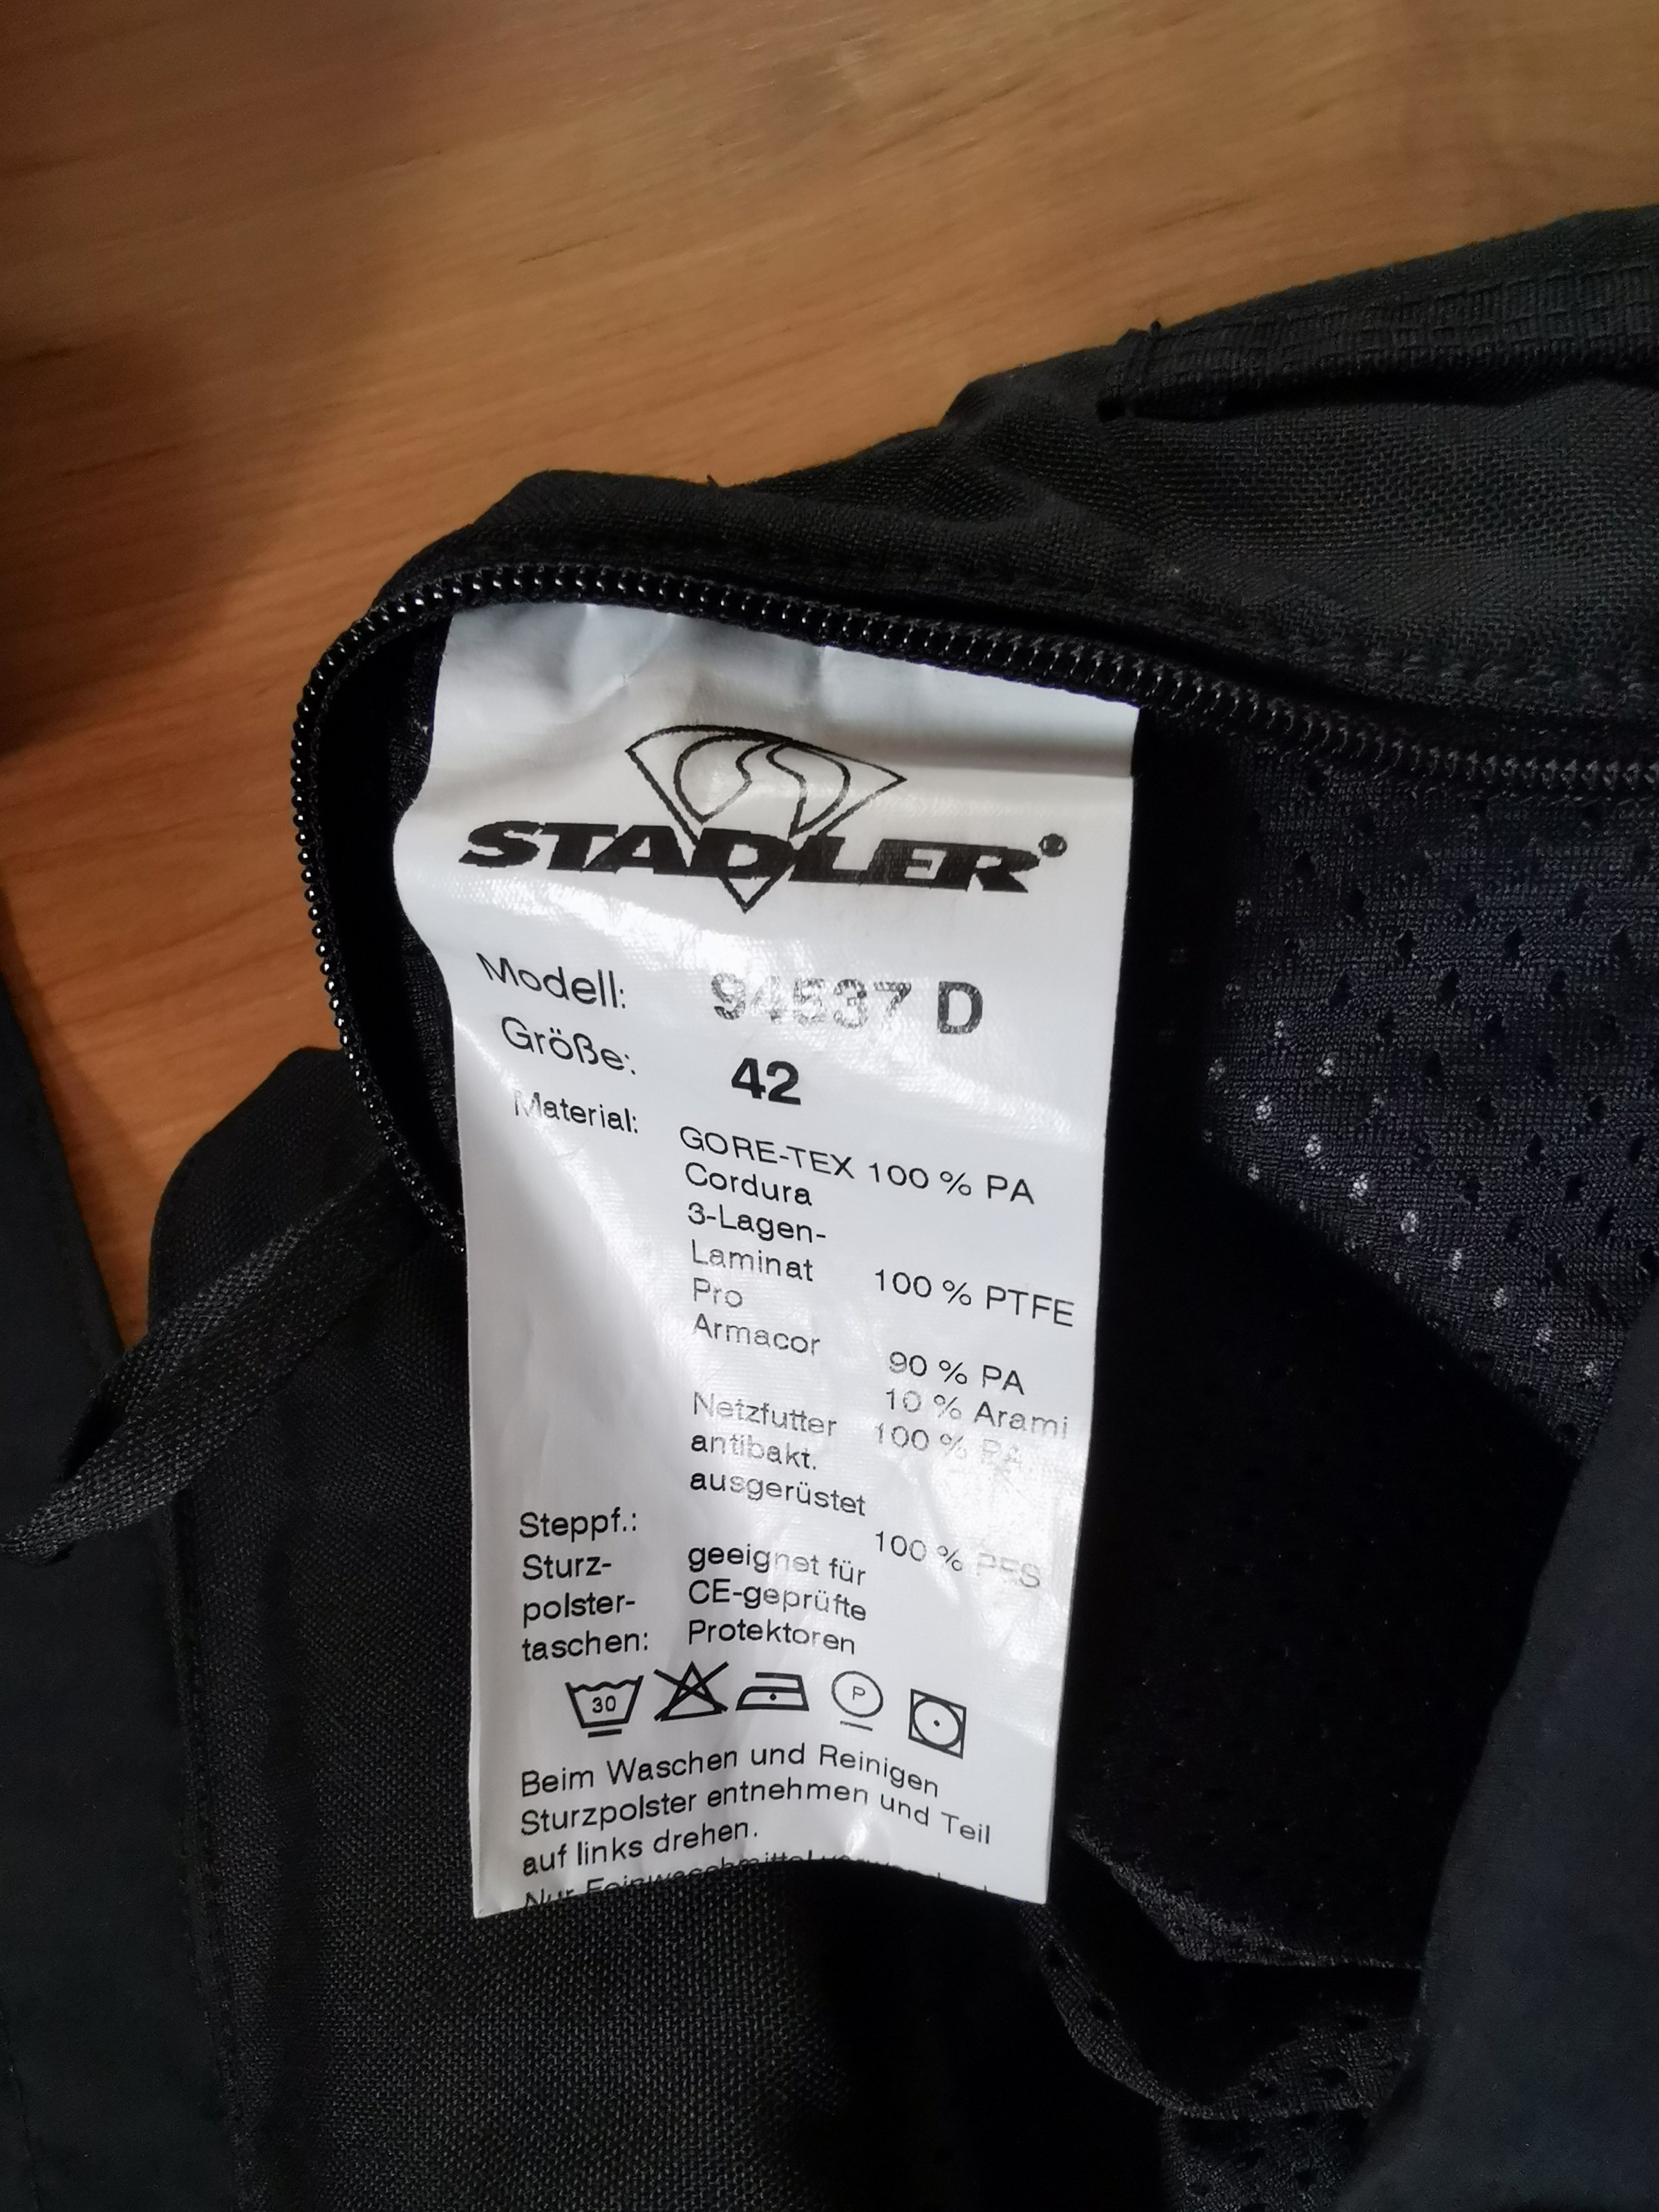 STADLER®
Modell: 94537 D
Größe: 42
Material: GORE-TEX 100 % PA
Cordura
3-Lagen-
Laminat 100 % PTFE
Pro
Armacor
90 % PA
10 % Arami
Netzfutter 100 % PA
antibakt.
ausgerüstet
Steppf.: 100 % PES
Sturz- geeignet für
polster- CE-geprüfte
taschen: Protektoren
30 P
Beim Waschen und Reinigen
Sturzpolster entnehmen und Teil
auf links drehen.
Nur Feinwaschmittel